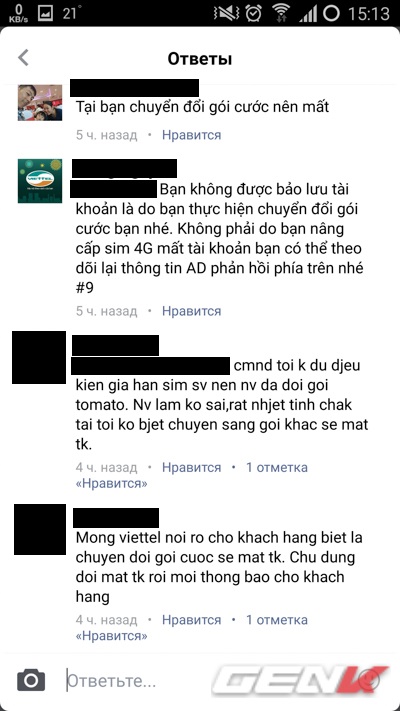 0
KB/s
21°
15:13
Ответы
Tại bạn chuyển đổi gói cước nên mất
5 ч. назад • Нравится
VIETTEL
Bạn không được bảo lưu tài
khoản là do bạn thực hiện chuyển đổi gói
cước bạn nhé. Không phải do bạn nâng
cấp sim 4G mất tài khoản bạn có thể theo
dõi lại thông tin AD phản hồi phía trên nhé
#9
5 ч. назад • Нравится
cmnd toi k du djeu
kien gia han sim sv nen nv da doi goi
tomato. Nv lam ko sai,rat nhjet tinh chak
tai toi ko bjet chuyen sang goi khac se mat
tk.
4 ч. назад • Нравится • 1 отметка
«Нравится»
Mong viettel noi ro cho khach hang biet la
chuyen doi goi cuoc se mat tk. Chu dung
doi mat tk roi moi thong bao cho khach
hang
4 ч. назад • Нравится • 1 отметка
«Нравится»
Ответьте...
GENK